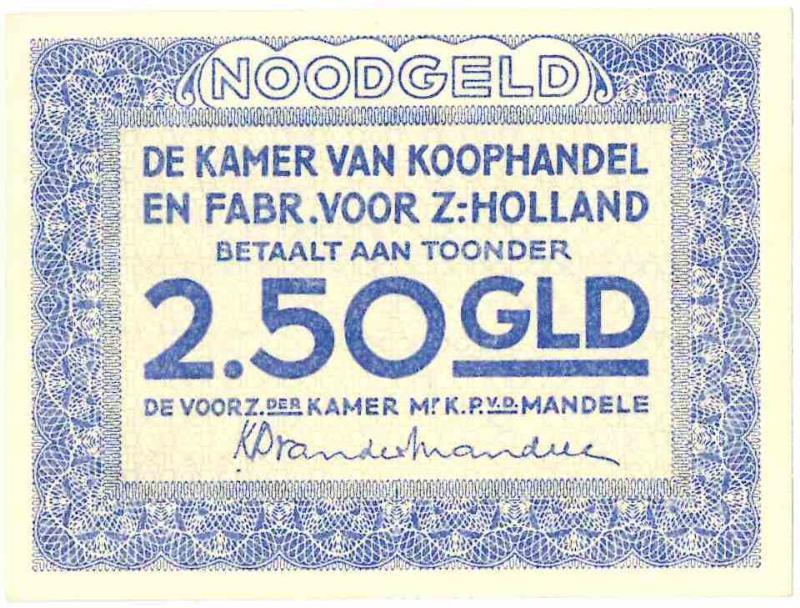 NOODGELD
DE KAMER VAN KOOPHANDEL
EN FABR. VOOR Z:-HOLLAND
BETAALT AAN TOONDER
2.50 GLD
DE VOORZ. DER KAMER Mr K.P. v.d. MANDELE
KPvanderMandele